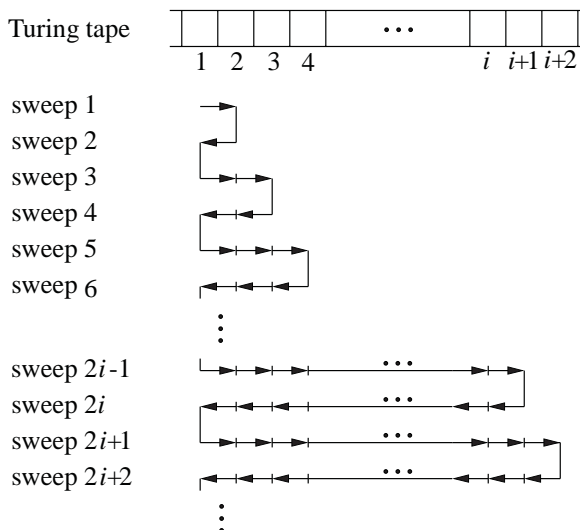 Turing tape ...
1 2 3 4 i i+1 i+2
sweep 1
sweep 2
sweep 3
sweep 4
sweep 5
sweep 6
sweep 2i-1 ...
sweep 2i ...
sweep 2i+1 ...
sweep 2i+2 ...